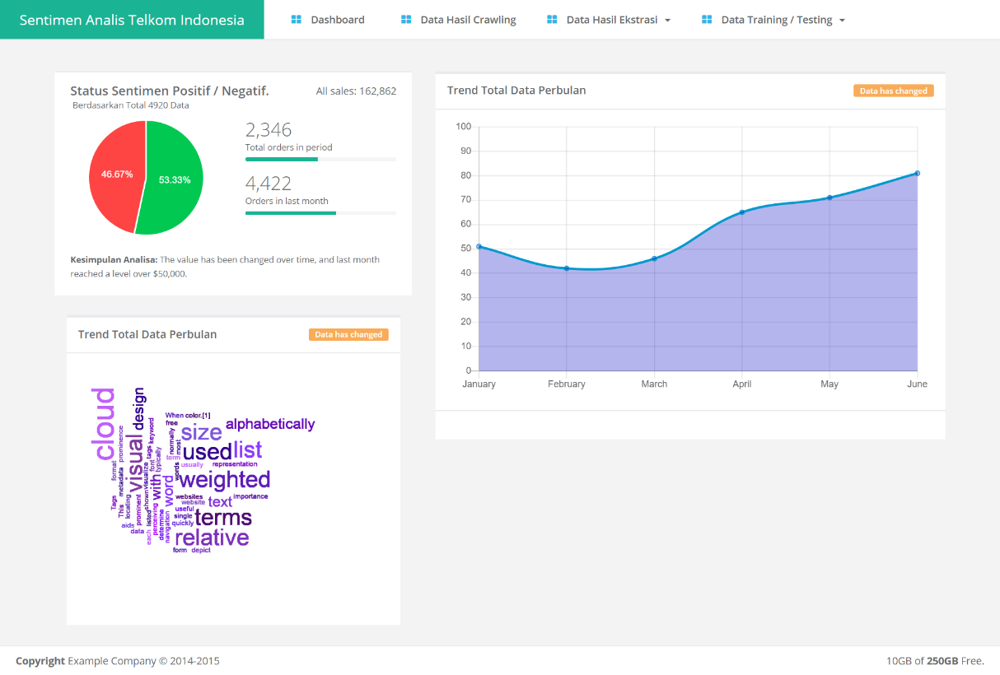 Sentimen Analis Telkom Indonesia
Dashboard
Data Hasil Crawling
Data Hasil Ekstrasi
Data Training / Testing
Status Sentimen Positif / Negatif.
All sales: 162,862
Berdasarkan Total 4920 Data
46.67%
53.33%
2,346
Total orders in period
4,422
Orders in last month
Kesimpulan Analisa: The value has been changed over time, and last month
reached a level over $50,000.
Trend Total Data Perbulan
Data has changed
100
90
80
70
60
50
40
30
20
10
0
January
February
March
April
May
June
Trend Total Data Perbulan
Data has changed
cloud
design
visual
When color.[1]
free
size
alphabetically
keyword
prominence
normally
most
used
list
tags
typically
font
term
usually
representation
format
metadata
visualize
with
words
weighted
word
Tags
This
locating
shown
prominent
websites
website
text
importance
useful
single
terms
quickly
aids
data
listed
each
perceiving
determine
navigation
relative
form
depict
Copyright Example Company © 2014-2015
10GB of 250GB Free.